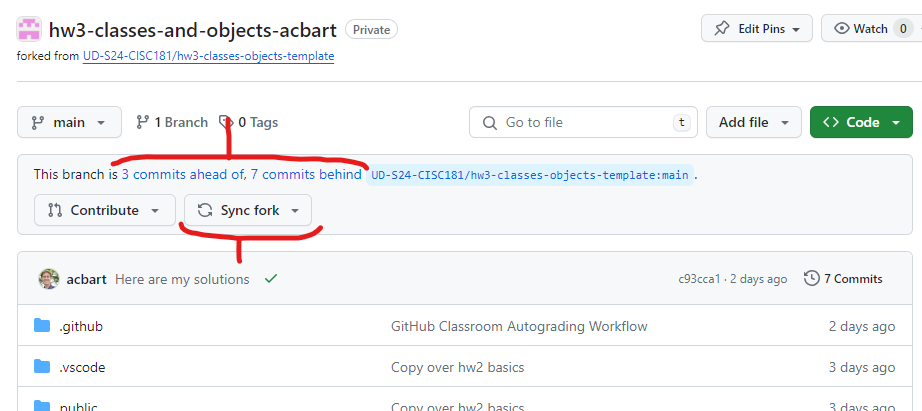 hw3-classes-and-objects-acbart Private Edit Pins Watch 0
forked from UD-S24-CISC181/hw3-classes-objects-template
main 1 Branch 0 Tags Go to file t Add file Code
This branch is 3 commits ahead of, 7 commits behind UD-S24-CISC181/hw3-classes-objects-template:main .
Contribute Sync fork
acbart Here are my solutions c93cca1 · 2 days ago 7 Commits
.github GitHub Classroom Autograding Workflow 2 days ago
.vscode Copy over hw2 basics 3 days ago
public Copy over hw2 basics 3 days ago